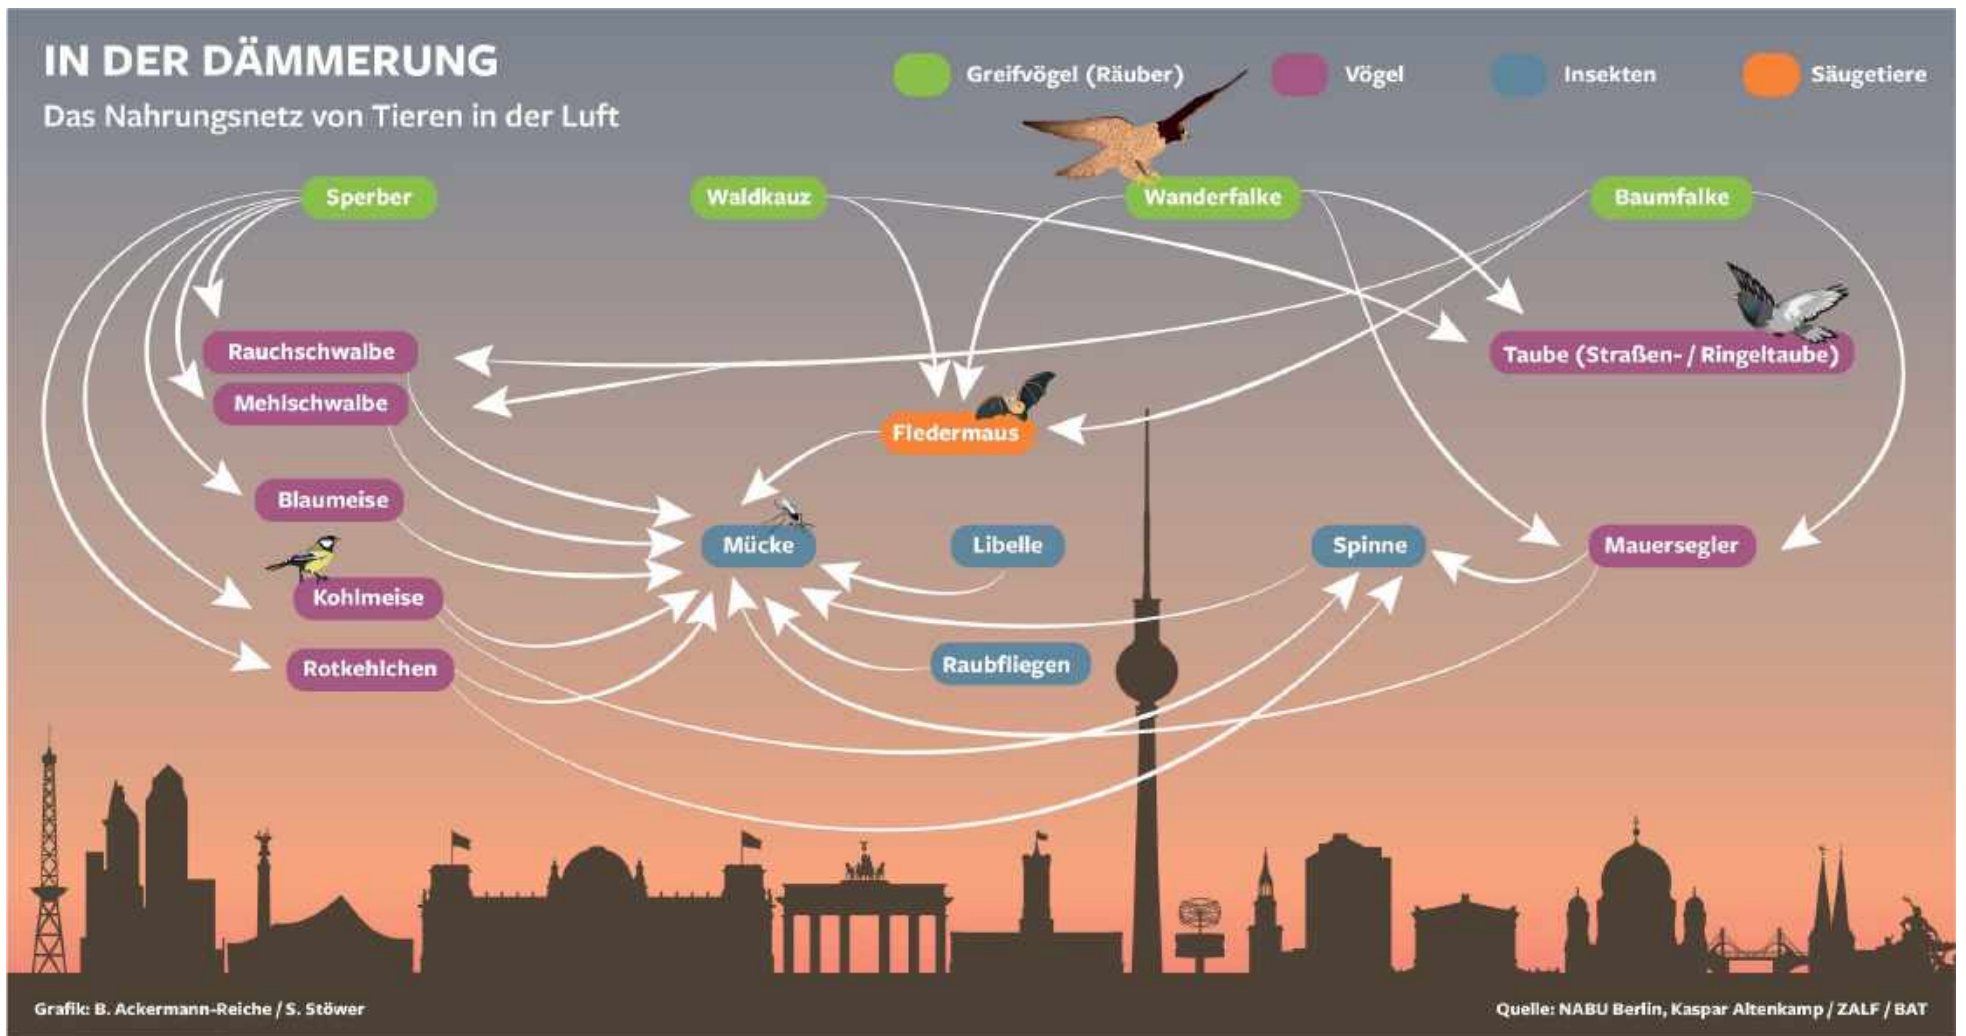 IN DER DÄMMERUNG
Das Nahrungsnetz von Tieren in der Luft
Greifvögel (Räuber)
Vögel
Insekten
Säugetiere
Sperber
Waldkauz
Wanderfalke
Baumfalke
Rauchschwalbe
Taube (Straßen- / Ringeltaube)
Mehlschwalbe
Fledermaus
Blaumeise
Mücke
Libelle
Spinne
Mauersegler
Kohlmeise
Rotkehlchen
Raubfliegen
Grafik: B. Ackermann-Reiche / S. Stöwer
Quelle: NABU Berlin, Kaspar Altenkamp / ZALF / BAT